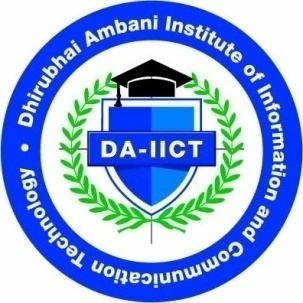 Dhirubhai Ambani Institute of Information and Communication Technology •
DA-IICT